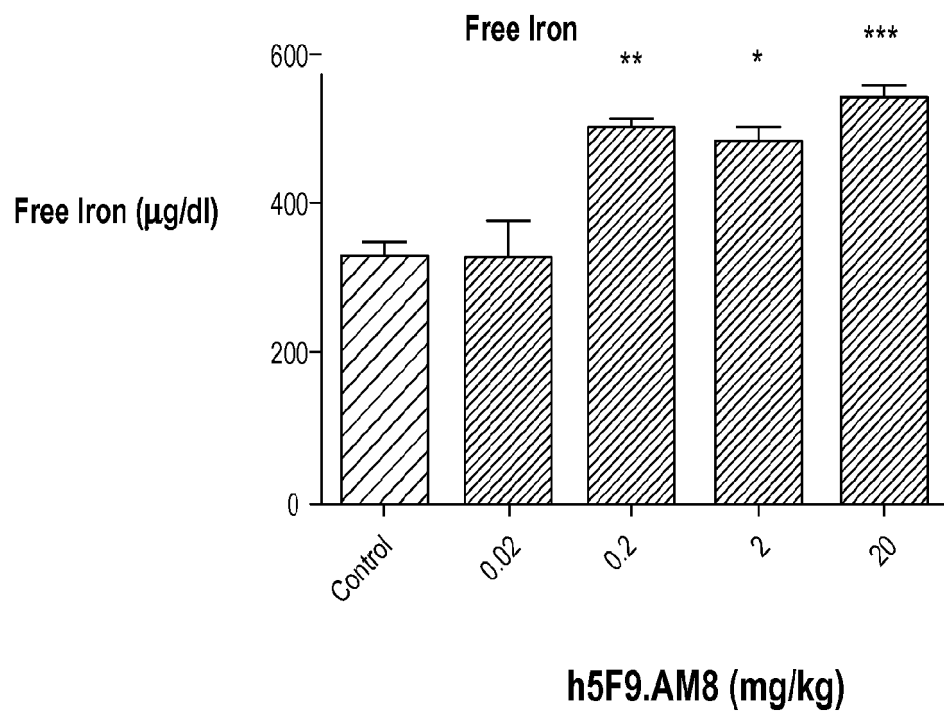 Free Iron
***
** *
600
400
200
0
Free Iron (μg/dl)
Control 0.02 0.2 2 20
h5F9.AM8 (mg/kg)